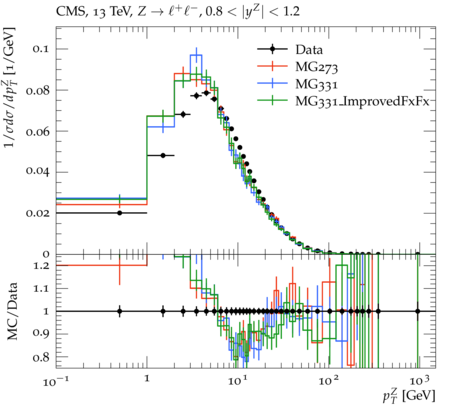 CMS, 13 TeV, Z → ℓ⁺ℓ⁻, 0.8 < |y^Z| < 1.2
1/σdσ/dp_T^Z [1/GeV]
0.1
0.08
0.06
0.04
0.02
0
Data
MG273
MG331
MG331_ImprovedFxFx
MC/Data
1.2
1.1
1
0.9
0.8
10⁻¹ 1 10¹ 10² 10³
p_T^Z [GeV]